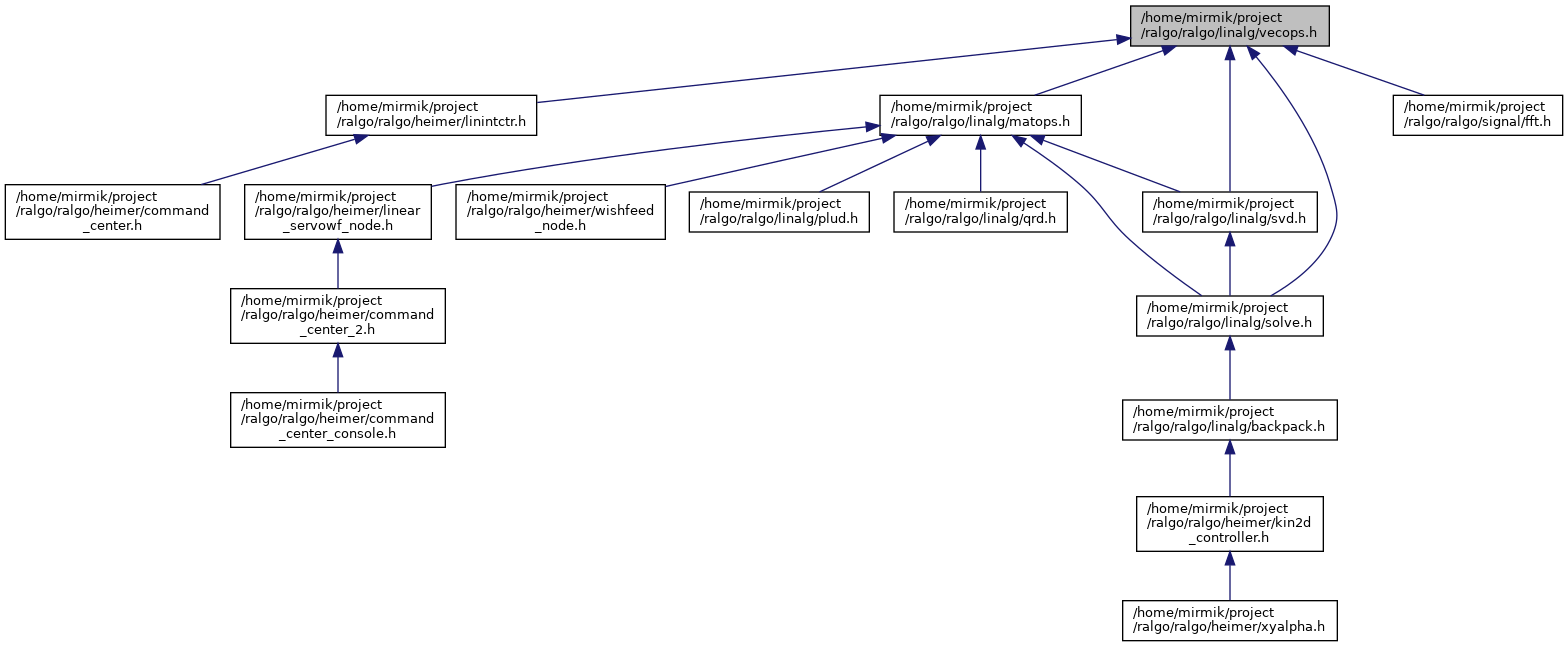 /home/mirmik/project
/ralgo/ralgo/linalg/vecops.h
/home/mirmik/project
/ralgo/ralgo/heimer/linintctr.h
/home/mirmik/project
/ralgo/ralgo/linalg/matops.h
/home/mirmik/project
/ralgo/ralgo/signal/fft.h
/home/mirmik/project
/ralgo/ralgo/heimer/command
_center.h
/home/mirmik/project
/ralgo/ralgo/heimer/linear
_servowf_node.h
/home/mirmik/project
/ralgo/ralgo/heimer/wishfeed
_node.h
/home/mirmik/project
/ralgo/ralgo/linalg/plud.h
/home/mirmik/project
/ralgo/ralgo/linalg/qrd.h
/home/mirmik/project
/ralgo/ralgo/linalg/svd.h
/home/mirmik/project
/ralgo/ralgo/heimer/command
_center_2.h
/home/mirmik/project
/ralgo/ralgo/linalg/solve.h
/home/mirmik/project
/ralgo/ralgo/heimer/command
_center_console.h
/home/mirmik/project
/ralgo/ralgo/linalg/backpack.h
/home/mirmik/project
/ralgo/ralgo/heimer/kin2d
_controller.h
/home/mirmik/project
/ralgo/ralgo/heimer/xyalpha.h